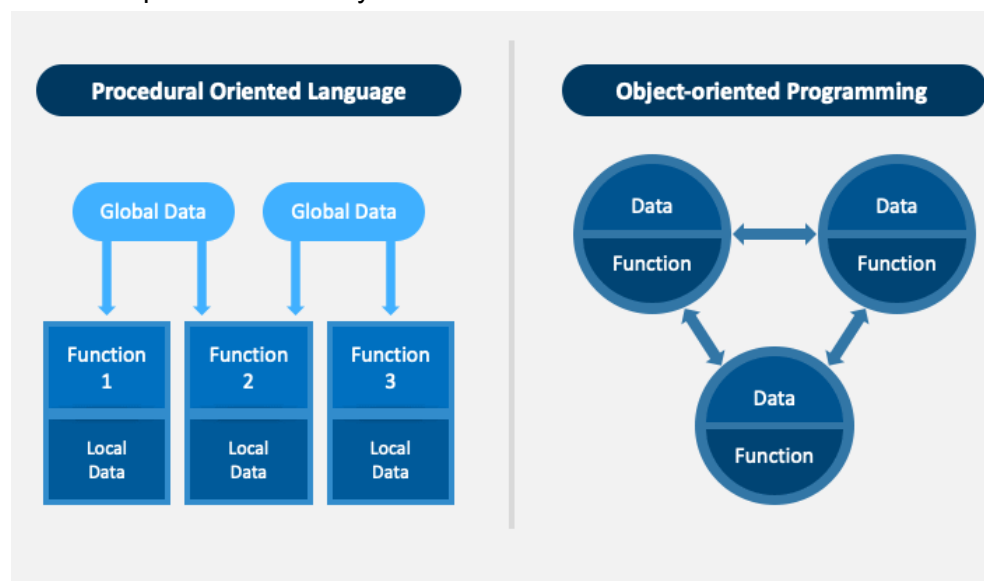 Procedural Oriented Language
Global Data
Global Data
Function
1
Local
Data
Function
2
Local
Data
Function
3
Local
Data
Object-oriented Programming
Data
Function
Data
Function
Data
Function